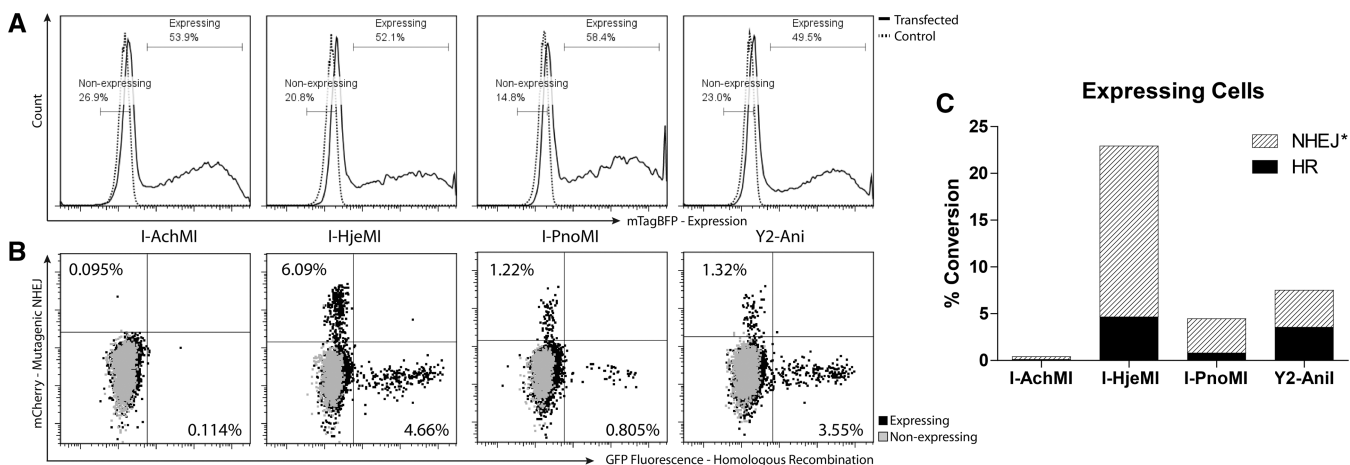 A
Count
Expressing
53.9%
Non-expressing
26.9%
Expressing
52.1%
Non-expressing
20.8%
Expressing
58.4%
Non-expressing
14.8%
Expressing
49.5%
Non-expressing
23.0%
Transfected
Control
mTagBFP - Expression
B
mCherry - Mutagenic NHEJ
I-AchMI
0.095%
0.114%
I-HjeMI
6.09%
4.66%
I-PnoMI
1.22%
0.805%
Y2-Ani
1.32%
3.55%
Expressing
Non-expressing
GFP Fluorescence - Homologous Recombination
C
Expressing Cells
% Conversion
25
20
15
10
5
0
NHEJ*
HR
I-AchMI
I-HjeMI
I-PnoMI
Y2-AniI